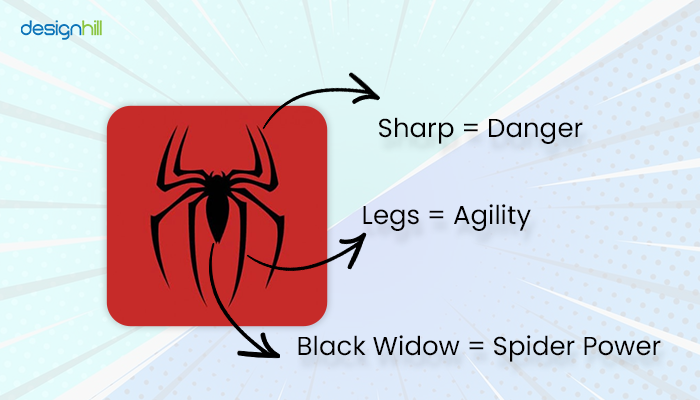 designhill
Sharp = Danger
Legs = Agility
Black Widow = Spider Power